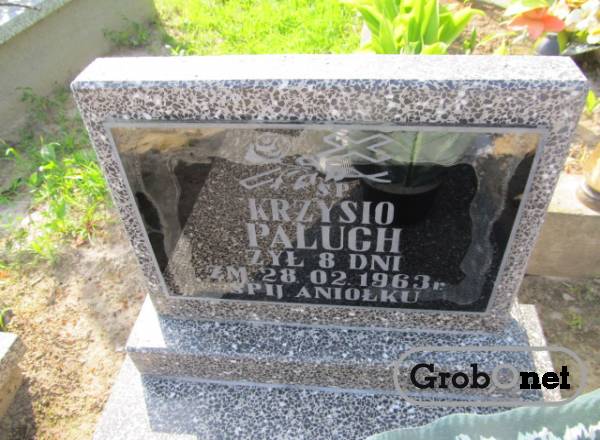 ŚP
KRZYSIO
PALUCH
ŻYŁ 8 DNI
ZM. 28.02.1963r.
ŚPIJ ANIOŁKU
Grobonet